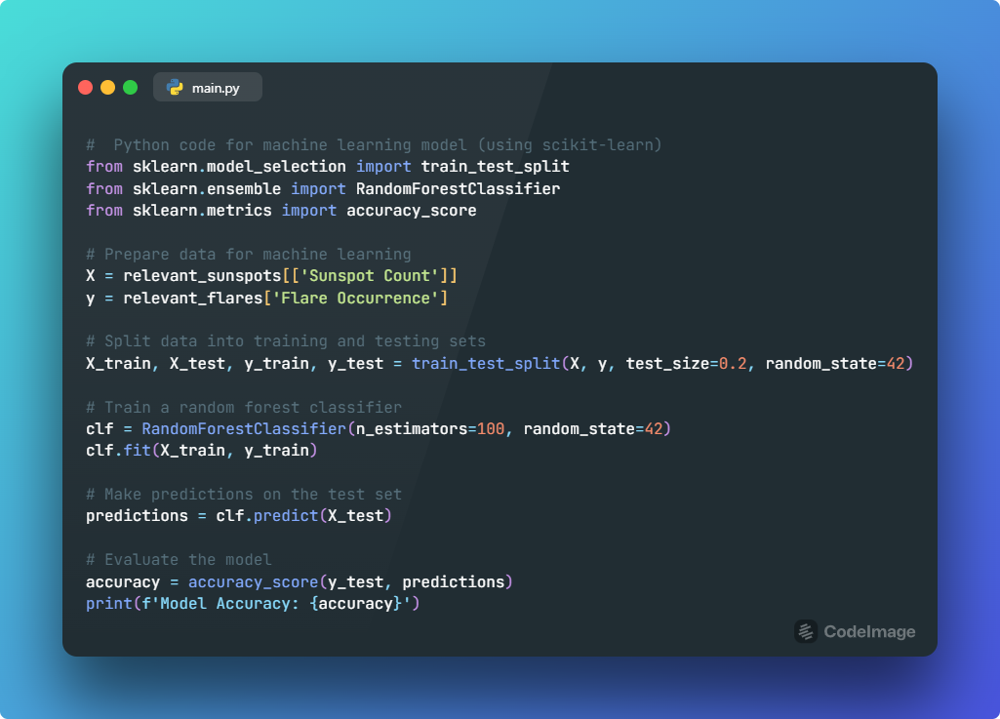 main.py
#  Python code for machine learning model (using scikit-learn)
from sklearn.model_selection import train_test_split
from sklearn.ensemble import RandomForestClassifier
from sklearn.metrics import accuracy_score
# Prepare data for machine learning
X = relevant_sunspots[['Sunspot Count']]
y = relevant_flares['Flare Occurrence']
# Split data into training and testing sets
X_train, X_test, y_train, y_test = train_test_split(X, y, test_size=0.2, random_state=42)
# Train a random forest classifier
clf = RandomForestClassifier(n_estimators=100, random_state=42)
clf.fit(X_train, y_train)
# Make predictions on the test set
predictions = clf.predict(X_test)
# Evaluate the model
accuracy = accuracy_score(y_test, predictions)
print(f'Model Accuracy: {accuracy}')
CodeImage